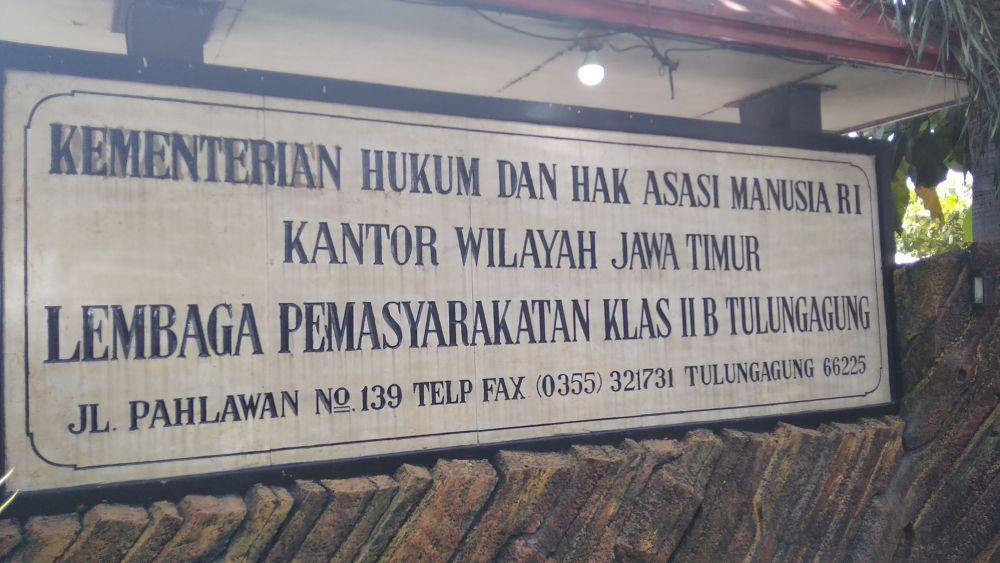 KEMENTERIAN HUKUM DAN HAK ASASI MANUSIA RI
KANTOR WILAYAH JAWA TIMUR
LEMBAGA PEMASYARAKATAN KLAS II B TULUNGAGUNG
JL. PAHLAWAN No. 139 TELP FAX (0355) 321731 TULUNGAGUNG 66225